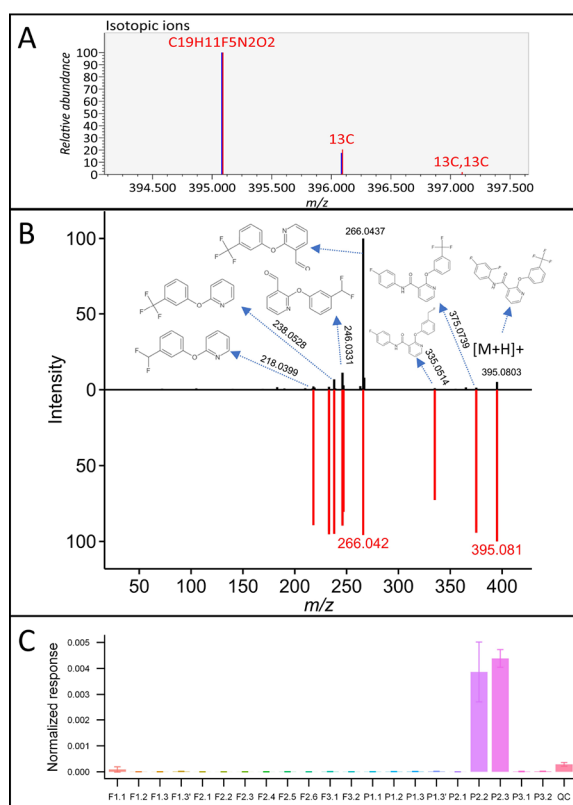 A
Isotopic ions
C19H11F5N2O2
13C
13C,13C
Relative abundance
100
90
80
70
60
50
40
30
20
10
0
394.500 395.000 395.500 396.000 396.500 397.000 397.500
m/z
B
266.0437
238.0528
246.0331
218.0399
375.0739
335.0514
[M+H]+
395.0803
Intensity
100
50
0
50
100
266.042
395.081
50 100 150 200 250 300 350 400
m/z
C
Normalized response
0.005
0.004
0.003
0.002
0.001
0.000
F1.1 F1.2 F1.3 F1.3' F2.1 F2.2 F2.3 F2.4 F2.5 F2.6 F3.1 F3.2 P1.1 P1.2 P1.3 P1.3' P2.1 P2.2 P2.3 P3.1 P3.2 QC